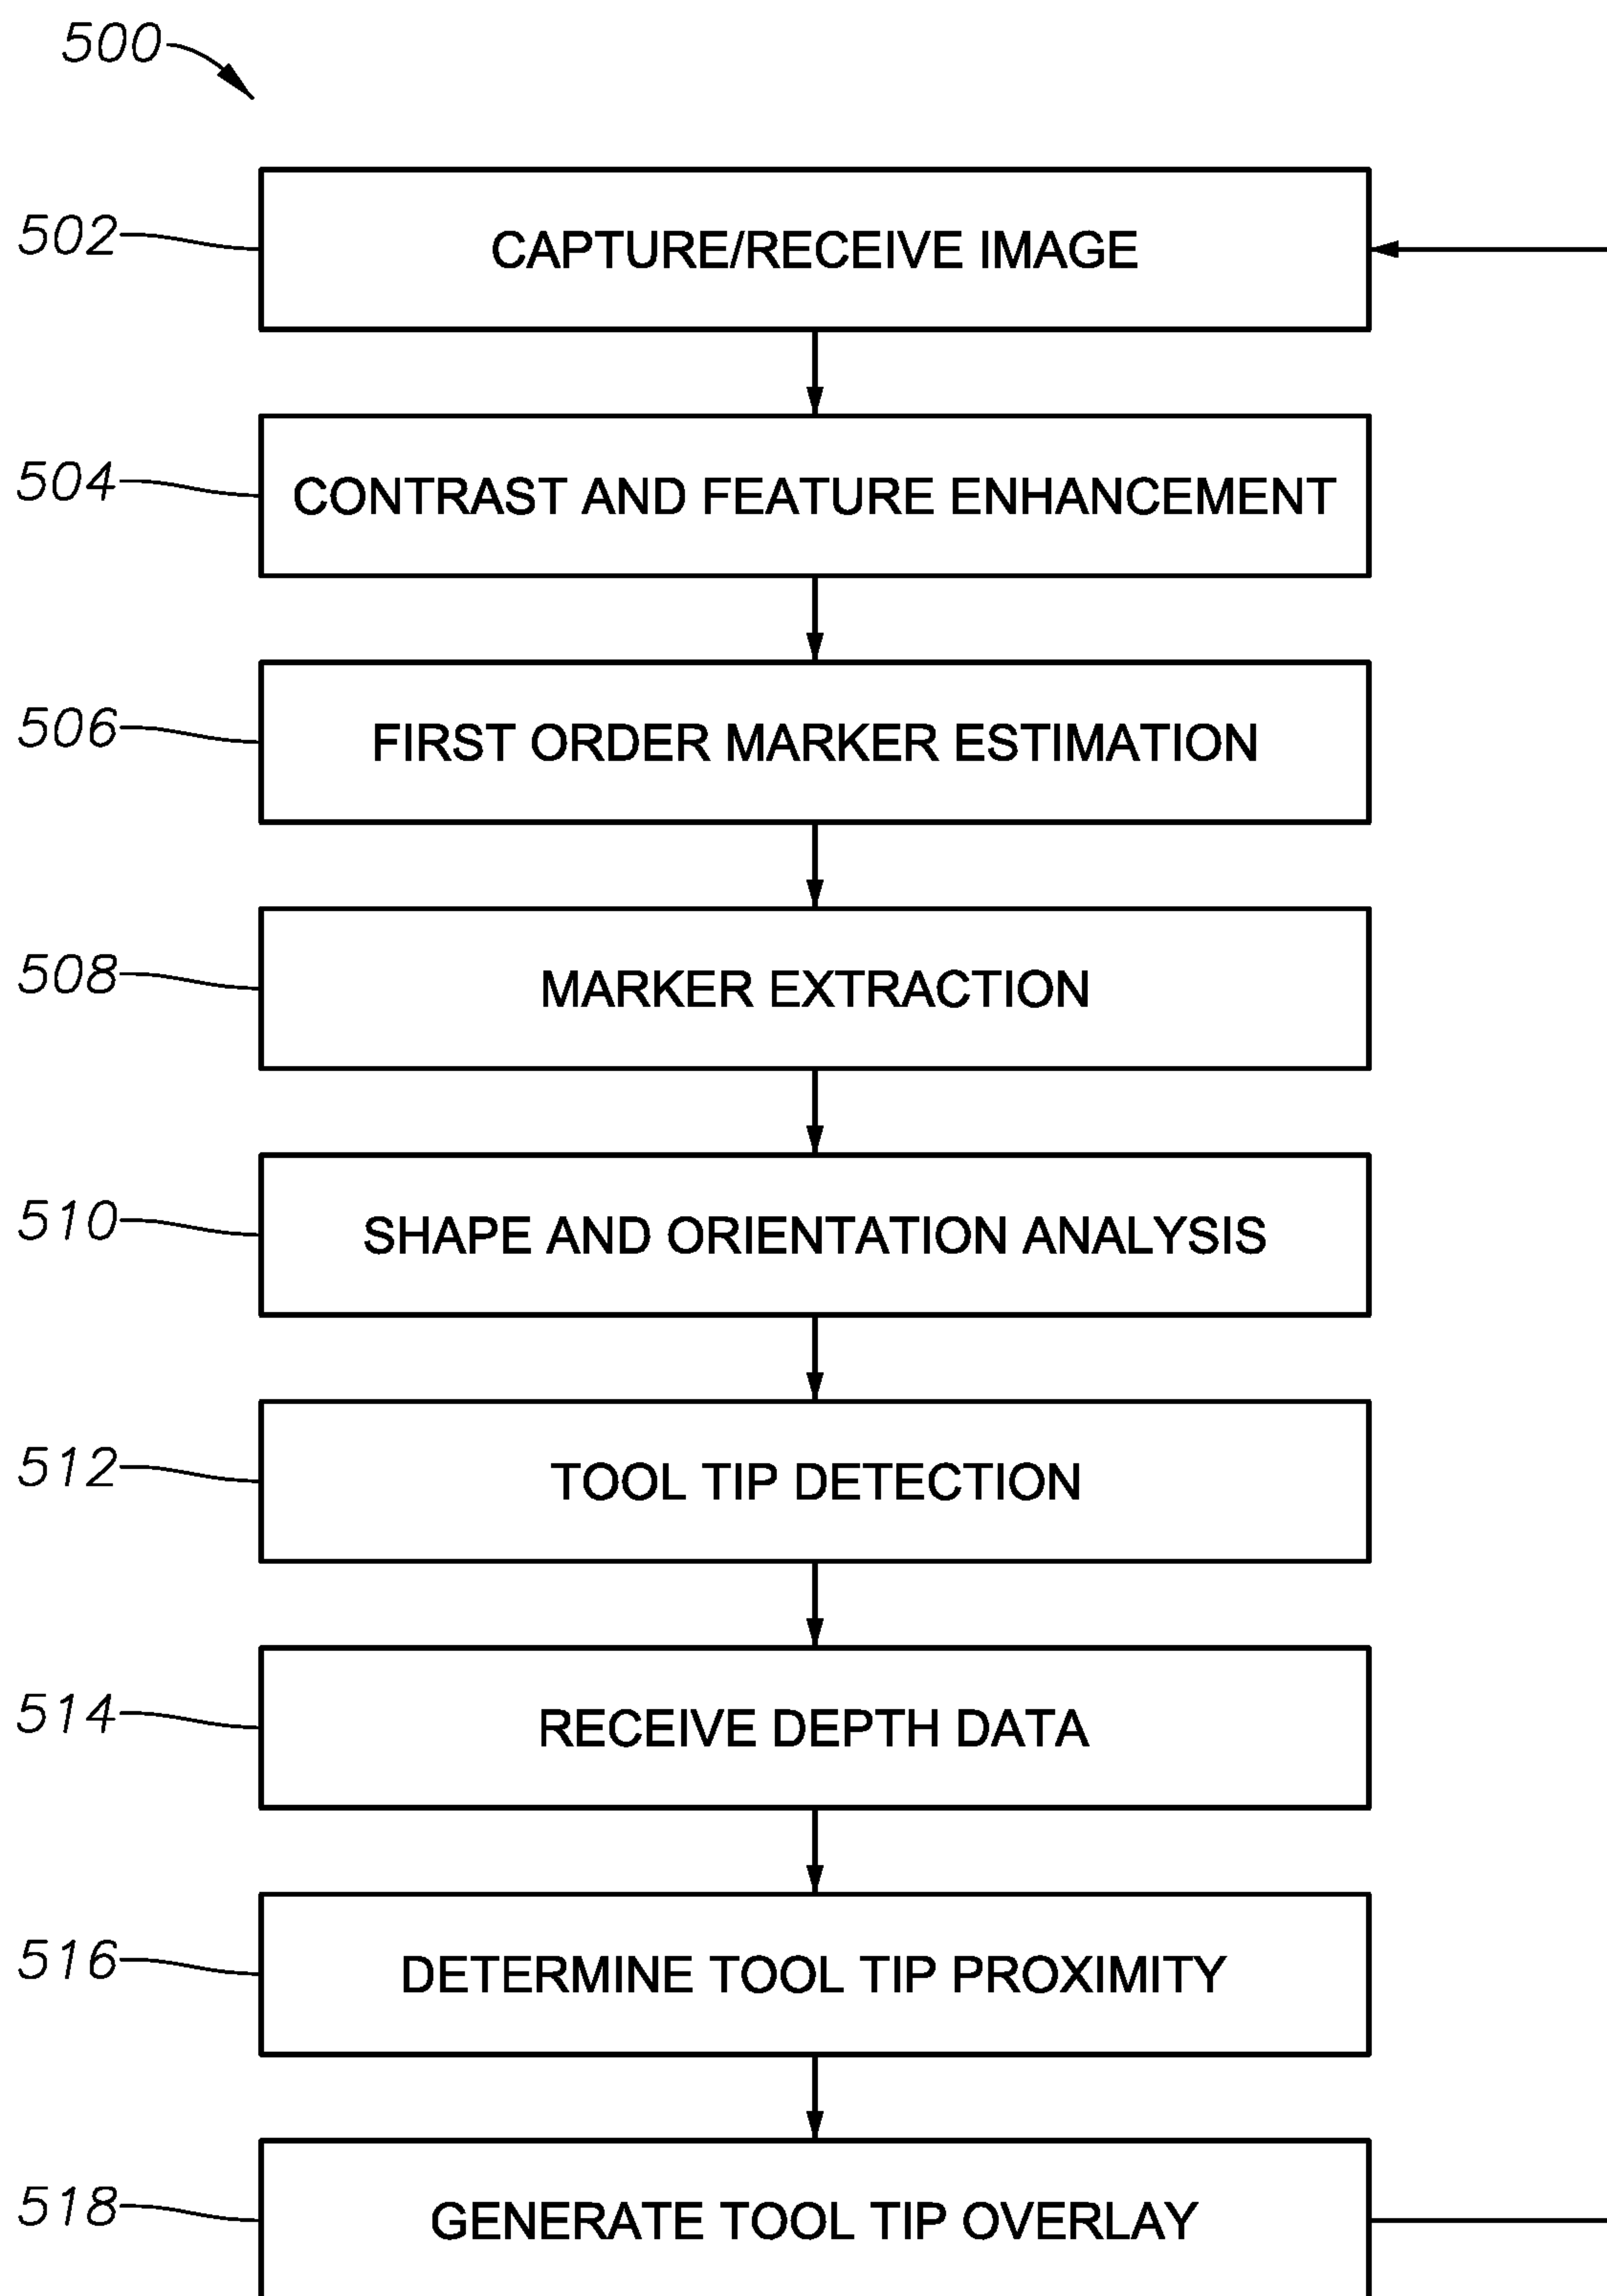 500
502 CAPTURE/RECEIVE IMAGE
504 CONTRAST AND FEATURE ENHANCEMENT
506 FIRST ORDER MARKER ESTIMATION
508 MARKER EXTRACTION
510 SHAPE AND ORIENTATION ANALYSIS
512 TOOL TIP DETECTION
514 RECEIVE DEPTH DATA
516 DETERMINE TOOL TIP PROXIMITY
518 GENERATE TOOL TIP OVERLAY